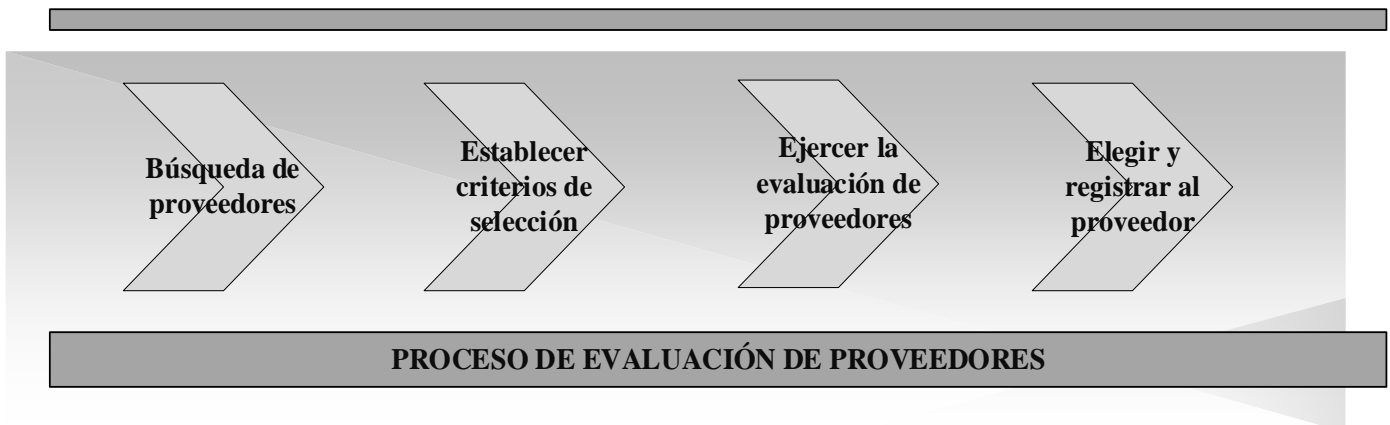 Búsqueda de
proveedores
Establecer
criterios de
selección
Ejercer la
evaluación de
proveedores
Elegir y
registrar al
proveedor
PROCESO DE EVALUACIÓN DE PROVEEDORES